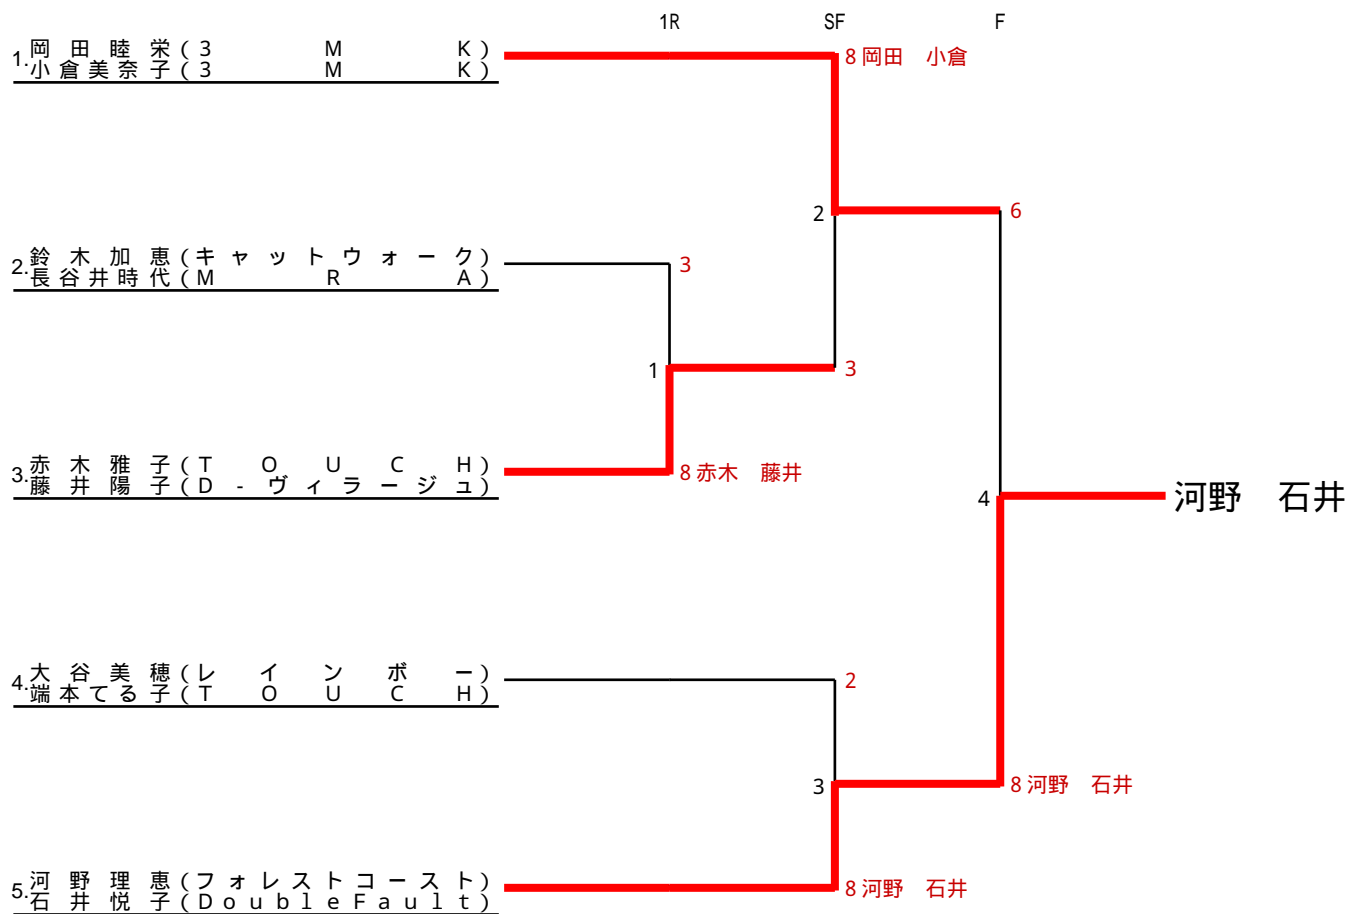 1R SF F
1. 岡田睦栄(3MK)
小倉美奈子(3MK)
8 岡田 小倉
2 6
2. 鈴木加恵(キャットウォーク)
長谷井時代(MRA)
3
1 3
3. 赤木雅子(TOUCH)
藤井陽子(D-ヴィラージュ)
8 赤木 藤井
4 河野 石井
4. 大谷美穂(レインボー)
端本てる子(TOUCH)
2
3 8 河野 石井
5. 河野理恵(フォレストコースト)
石井悦子(DoubleFault)
8 河野 石井